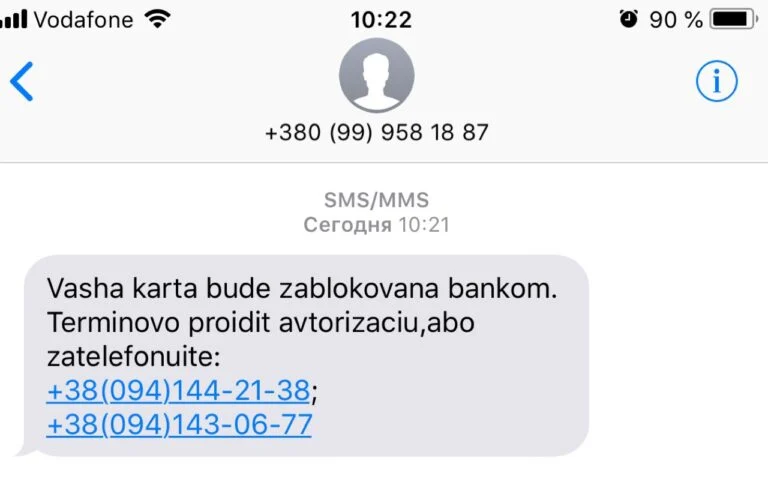 Vodafone 10:22 90 %
+380 (99) 958 18 87
SMS/MMS
Сегодня 10:21
Vasha karta bude zablokovana bankom.
Terminovo proidit avtorizaciu,abo
zatelefonuite:
+38(094)144-21-38;
+38(094)143-06-77